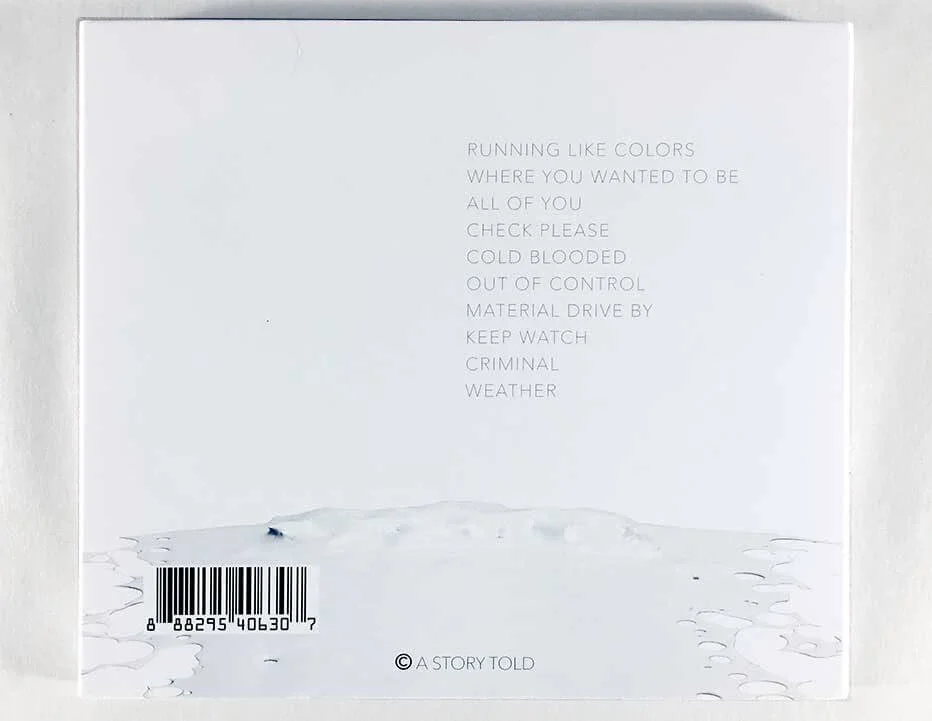 RUNNING LIKE COLORS
WHERE YOU WANTED TO BE
ALL OF YOU
CHECK PLEASE
COLD BLOODED
OUT OF CONTROL
MATERIAL DRIVE BY
KEEP WATCH
CRIMINAL
WEATHER
8 88295 40630 7
© A STORY TOLD